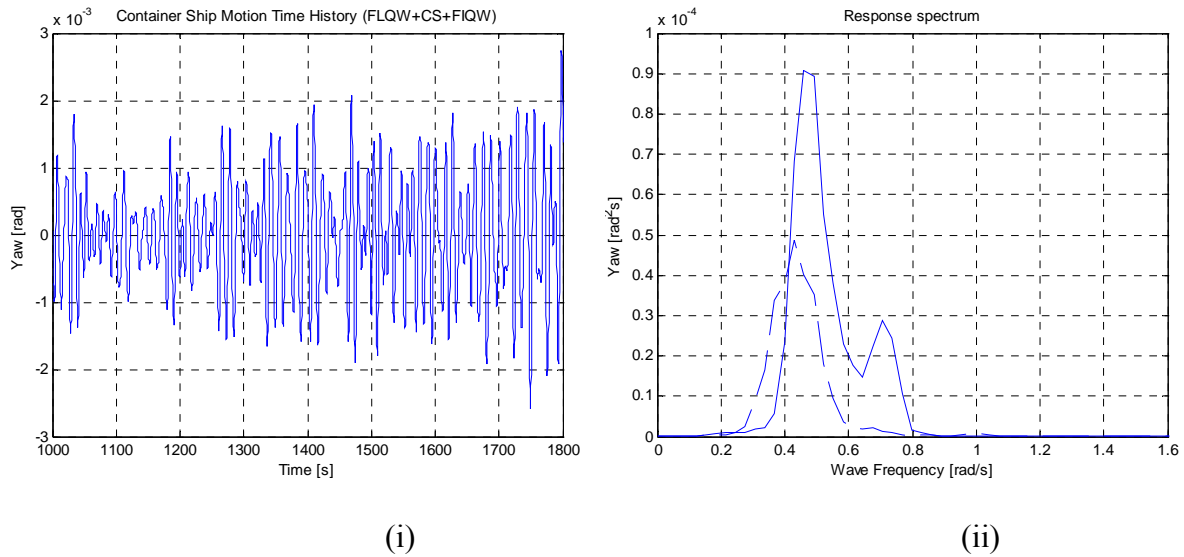 Container Ship Motion Time History (FLQW+CS+FIQW)
x 10⁻³
3
2
1
0
-1
-2
-3
Yaw [rad]
1000 1100 1200 1300 1400 1500 1600 1700 1800
Time [s]
(i)
Response spectrum
x 10⁻⁴
1
0.9
0.8
0.7
0.6
0.5
0.4
0.3
0.2
0.1
0
Yaw [rad²s]
0 0.2 0.4 0.6 0.8 1 1.2 1.4 1.6
Wave Frequency [rad/s]
(ii)